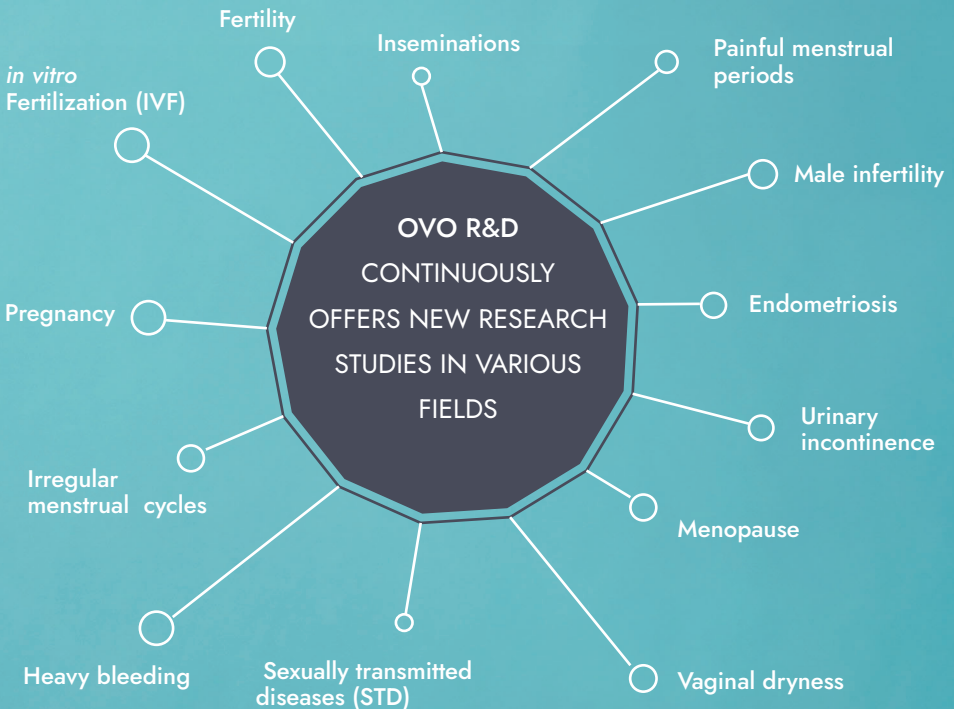 Fertility
Inseminations
Painful menstrual
periods
in vitro
Fertilization (IVF)
Male infertility
OVO R&D
CONTINUOUSLY
OFFERS NEW RESEARCH
STUDIES IN VARIOUS
FIELDS
Pregnancy
Endometriosis
Urinary
incontinence
Irregular
menstrual cycles
Menopause
Heavy bleeding
Sexually transmitted
diseases (STD)
Vaginal dryness